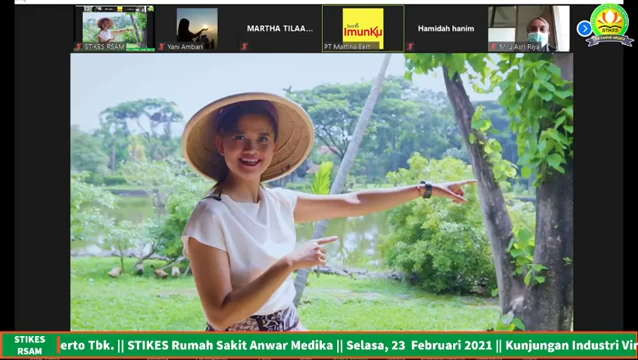 MARTHA TILAA...
ImunKu
Hamidah hanim
STIKES RSAM
Yani Ambari
PT Martina Bert
STIKES
STIKES
RSAM
erto Tbk. || STIKES Rumah Sakit Anwar Medika || Selasa, 23 Februari 2021 || Kunjungan Industri Vir